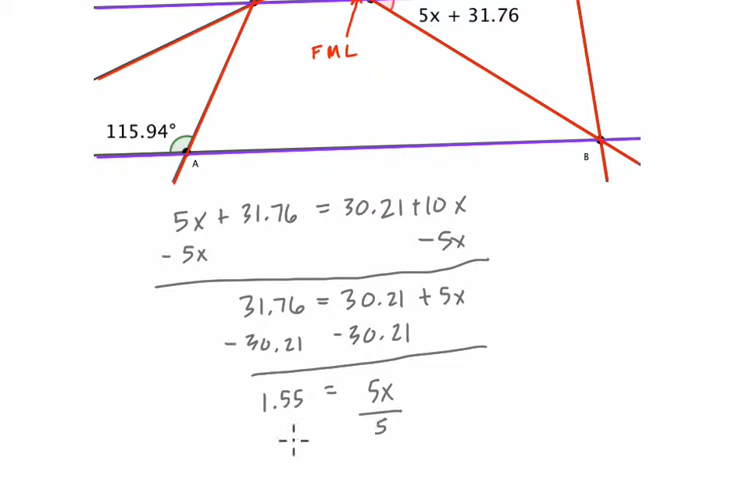 5x + 31.76
FML
115.94°
A
B
5x + 31.76 = 30.21 + 10x
- 5x - 5x
31.76 = 30.21 + 5x
- 30.21 - 30.21
1.55 = 5x
5